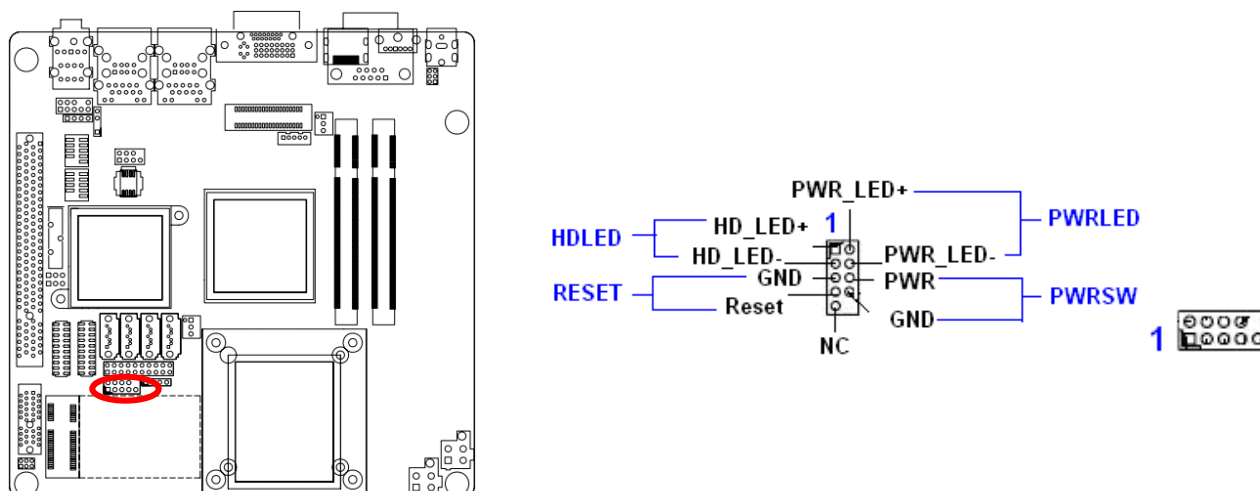 PWR_LED+
HD_LED+ 1
HDLED
PWRLED
HD_LED-
PWR_LED-
GND
PWR
RESET
PWRSW
Reset
GND
NC
1